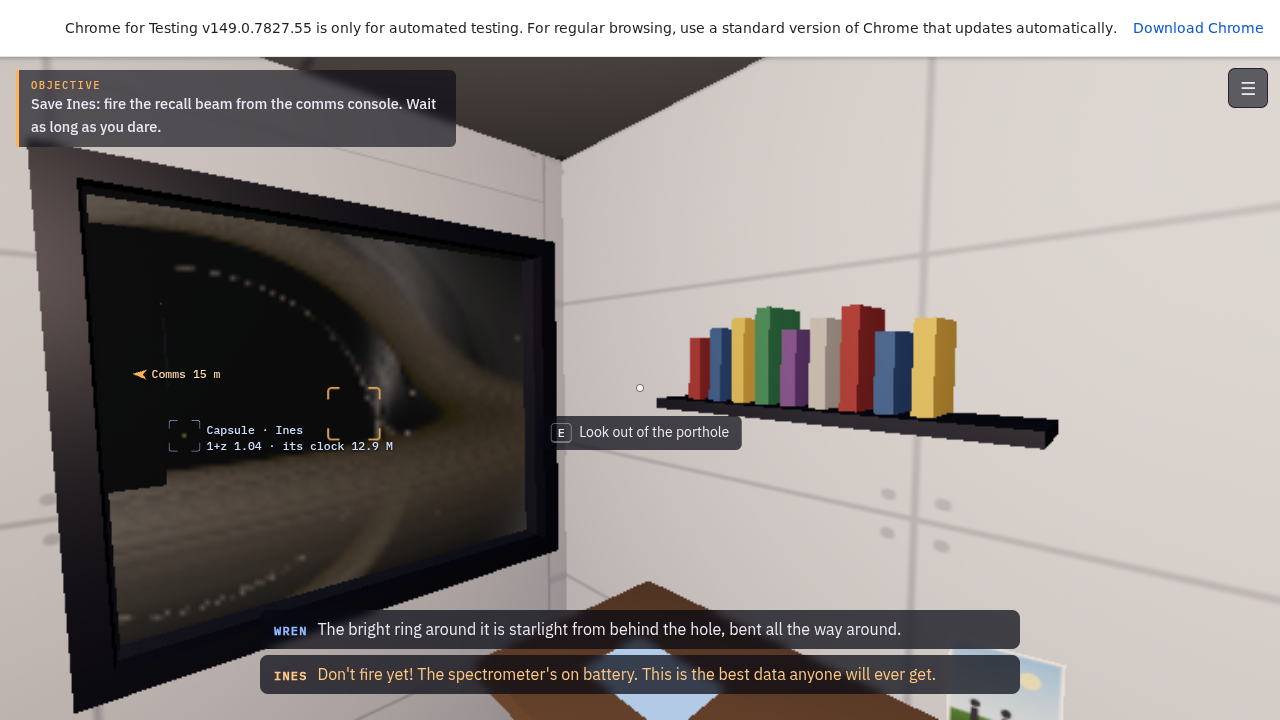 Chrome for Testing v149.0.7827.55 is only for automated testing. For regular browsing, use a standard version of Chrome that updates automatically. Download Chrome
OBJECTIVE
Save Ines: fire the recall beam from the comms console. Wait
as long as you dare.
Comms 15 m
Capsule · Ines
1+z 1.04 · its clock 12.9 M
E Look out of the porthole
WREN The bright ring around it is starlight from behind the hole, bent all the way around.
INES Don't fire yet! The spectrometer's on battery. This is the best data anyone will ever get.